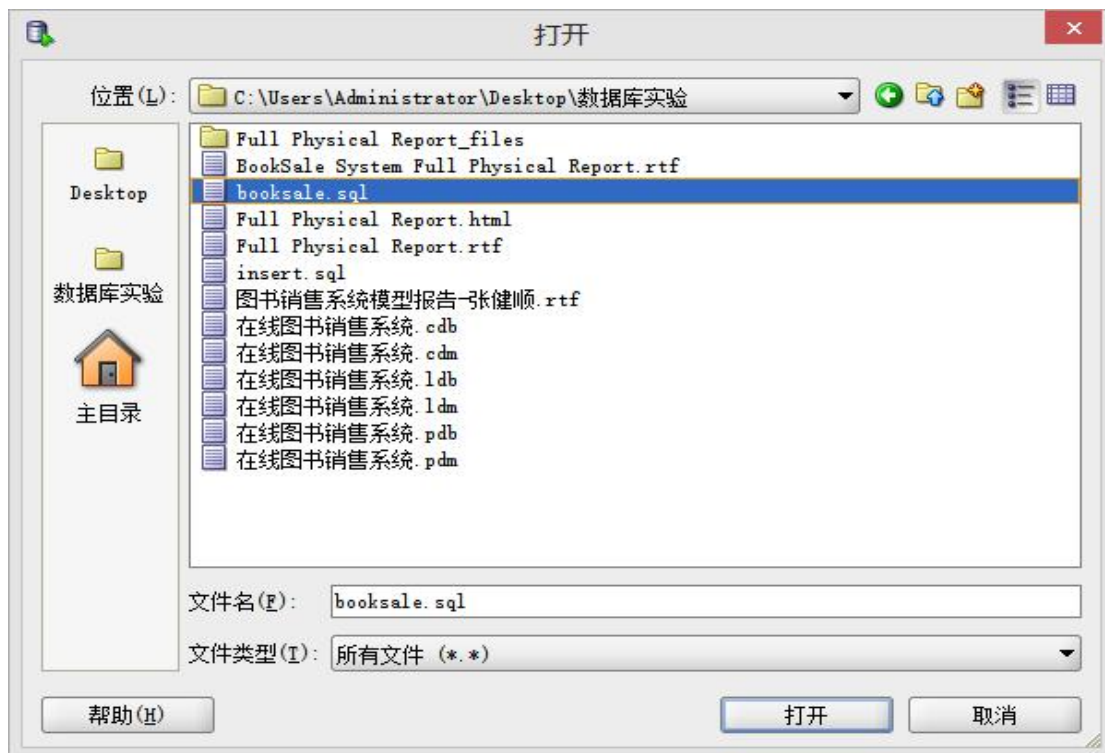 打开
位置(L): C:\Users\Administrator\Desktop\数据库实验
Desktop
数据库实验
主目录
Full Physical Report_files
BookSale System Full Physical Report.rtf
booksale.sql
Full Physical Report.html
Full Physical Report.rtf
insert.sql
图书销售系统模型报告-张健顺.rtf
在线图书销售系统.cdb
在线图书销售系统.cdm
在线图书销售系统.ldb
在线图书销售系统.ldm
在线图书销售系统.pdb
在线图书销售系统.pdm
文件名(F): booksale.sql
文件类型(T): 所有文件 (*.*)
帮助(H) 打开 取消